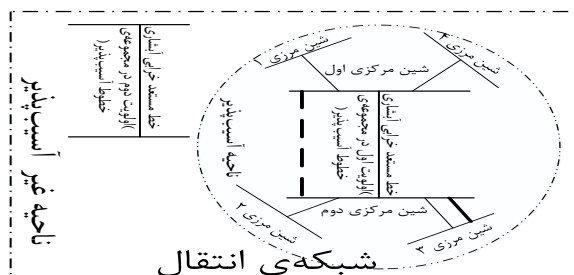 شین مرزی ۱
شین مرزی ۴
شین مرکزی اول
خط مستعد خرابی آبشاری
)اولویت دوم در مجموعه‌ی
خطوط آسیب‌پذیر(
خط مستعد خرابی آبشاری
)اولویت اول در مجموعه‌ی
خطوط آسیب‌پذیر(
ناحیه آسیب‌پذیر
ناحیه غیر آسیب‌پذیر
شین مرکزی دوم
شین مرزی ۲
شین مرزی ۳
شبکه‌ی انتقال